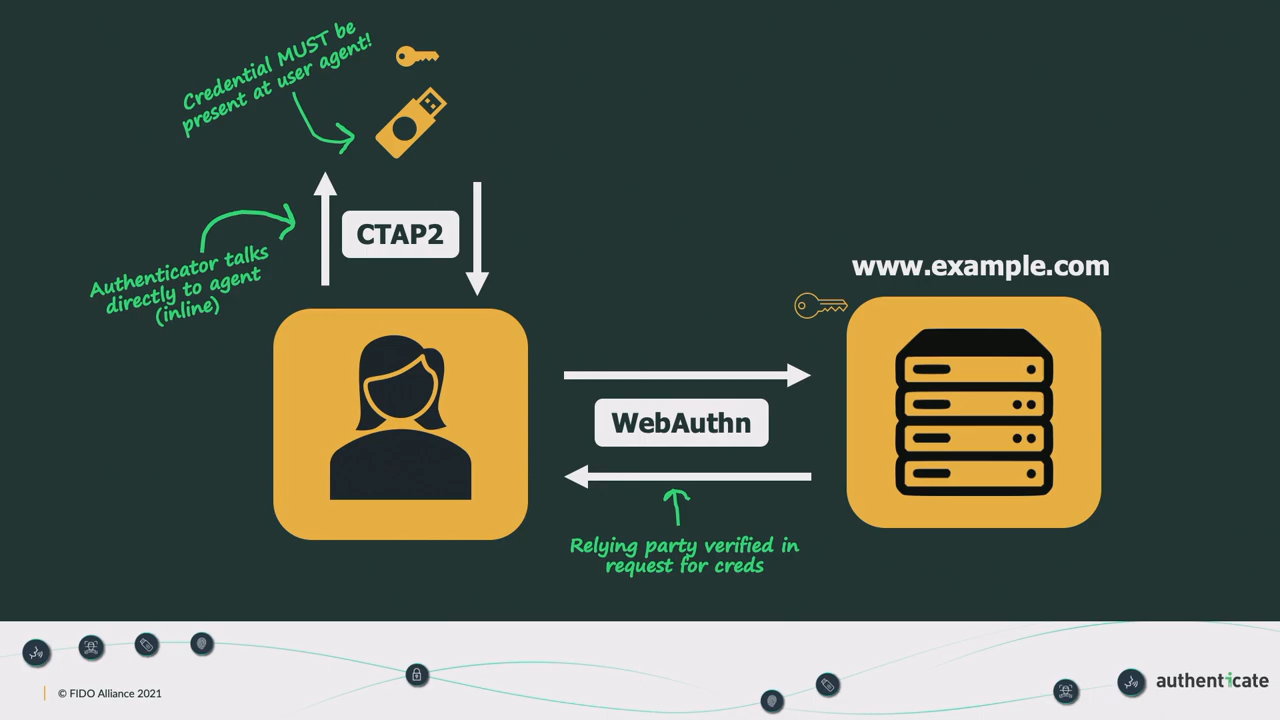 Credential MUST be
present at user agent!
CTAP2
Authenticator talks
directly to agent
(inline)
www.example.com
WebAuthn
Relying party verified in
request for creds
© FIDO Alliance 2021
authenticate